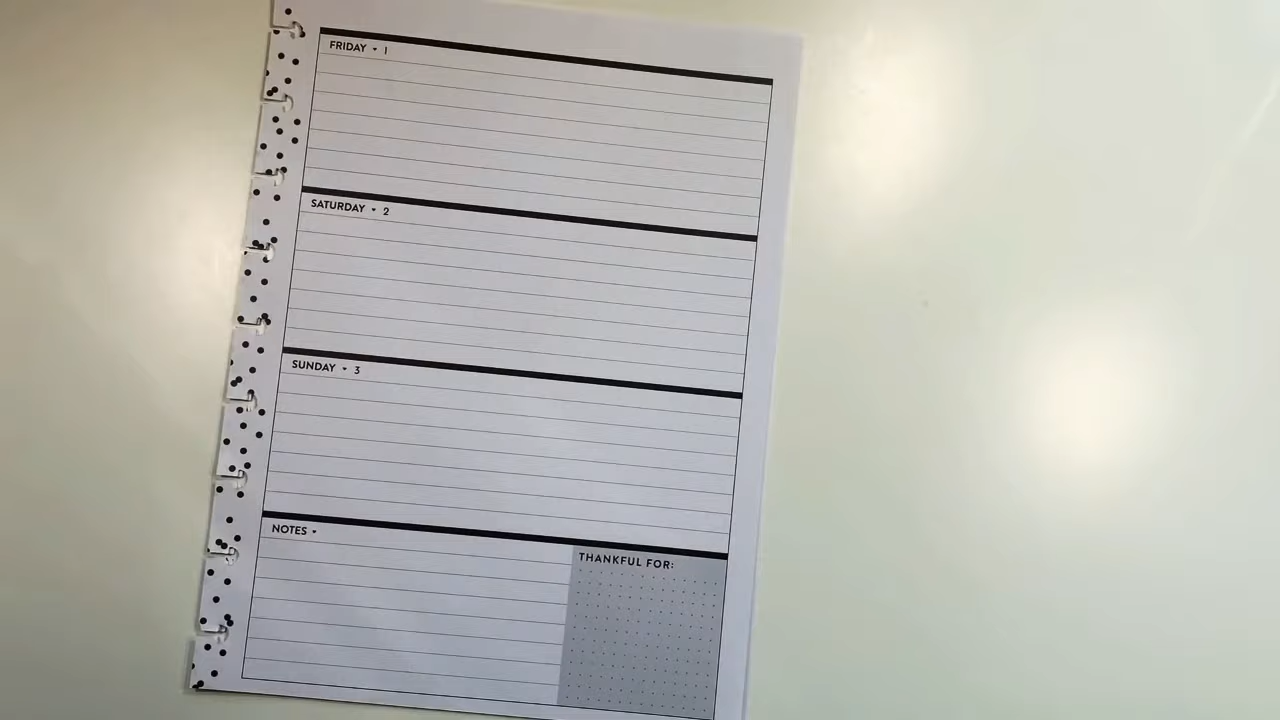 FRIDAY ▾ 1
SATURDAY ▾ 2
SUNDAY ▾ 3
NOTES ▾
THANKFUL FOR: